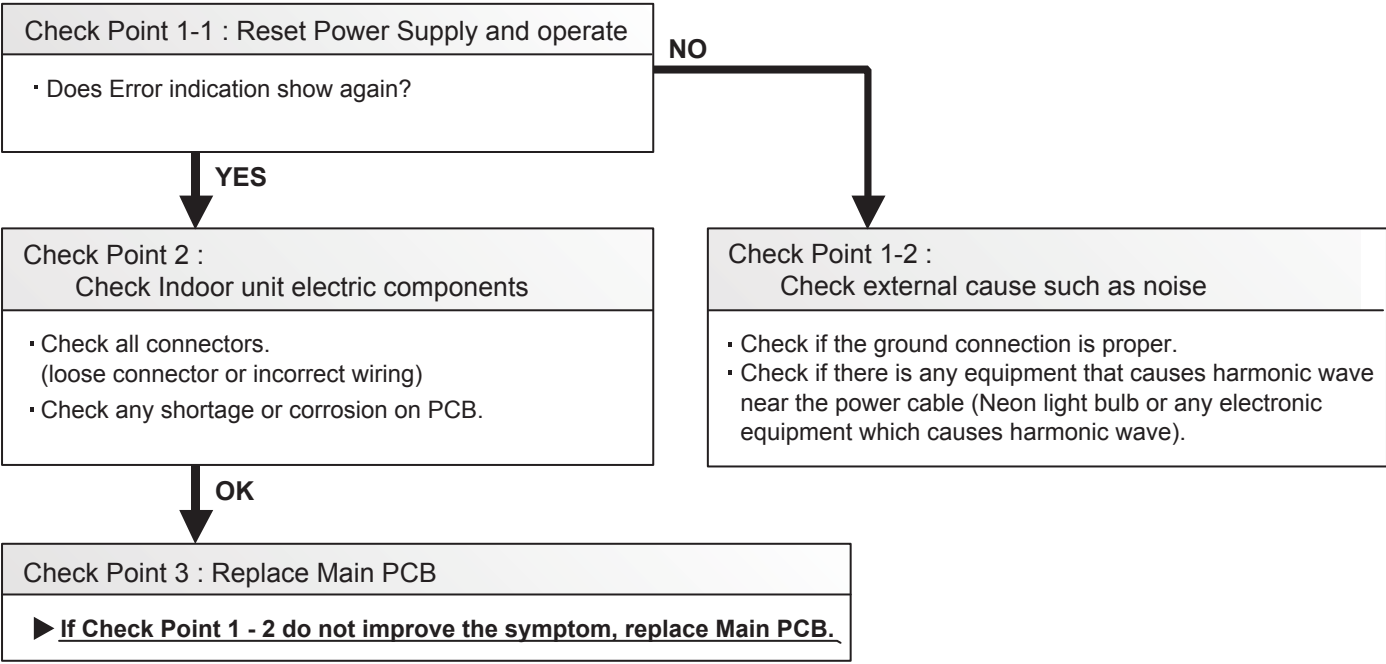 Check Point 1-1 : Reset Power Supply and operate
NO
· Does Error indication show again?
YES
Check Point 2 :
Check Indoor unit electric components
· Check all connectors.
(loose connector or incorrect wiring)
· Check any shortage or corrosion on PCB.
Check Point 1-2 :
Check external cause such as noise
· Check if the ground connection is proper.
· Check if there is any equipment that causes harmonic wave
near the power cable (Neon light bulb or any electronic
equipment which causes harmonic wave).
OK
Check Point 3 : Replace Main PCB
▶ If Check Point 1 - 2 do not improve the symptom, replace Main PCB.